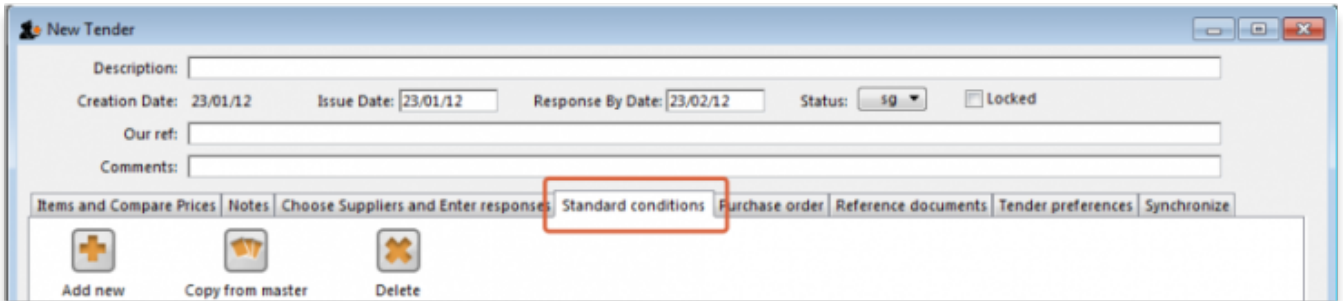 New Tender
Description:
Creation Date: 23/01/12 Issue Date: 23/01/12 Response By Date: 23/02/12 Status: sg Locked
Our ref:
Comments:
Items and Compare Prices Notes Choose Suppliers and Enter responses Standard conditions Purchase order Reference documents Tender preferences Synchronize
Add new Copy from master Delete